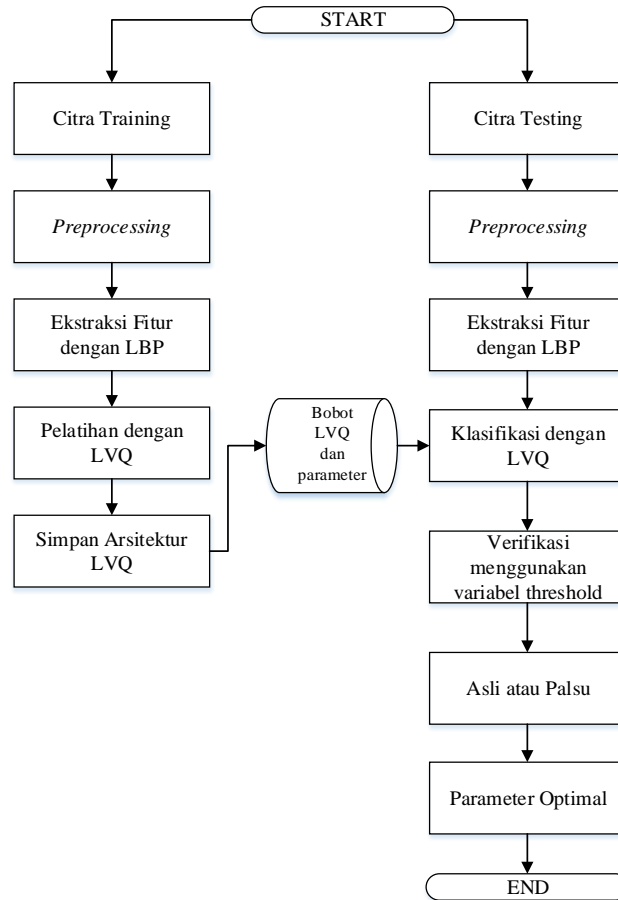 START
Citra Training
Preprocessing
Ekstraksi Fitur
dengan LBP
Pelatihan dengan
LVQ
Simpan Arsitektur
LVQ
Bobot
LVQ
dan
parameter
Citra Testing
Preprocessing
Ekstraksi Fitur
dengan LBP
Klasifikasi dengan
LVQ
Verifikasi
menggunakan
variabel threshold
Asli atau Palsu
Parameter Optimal
END